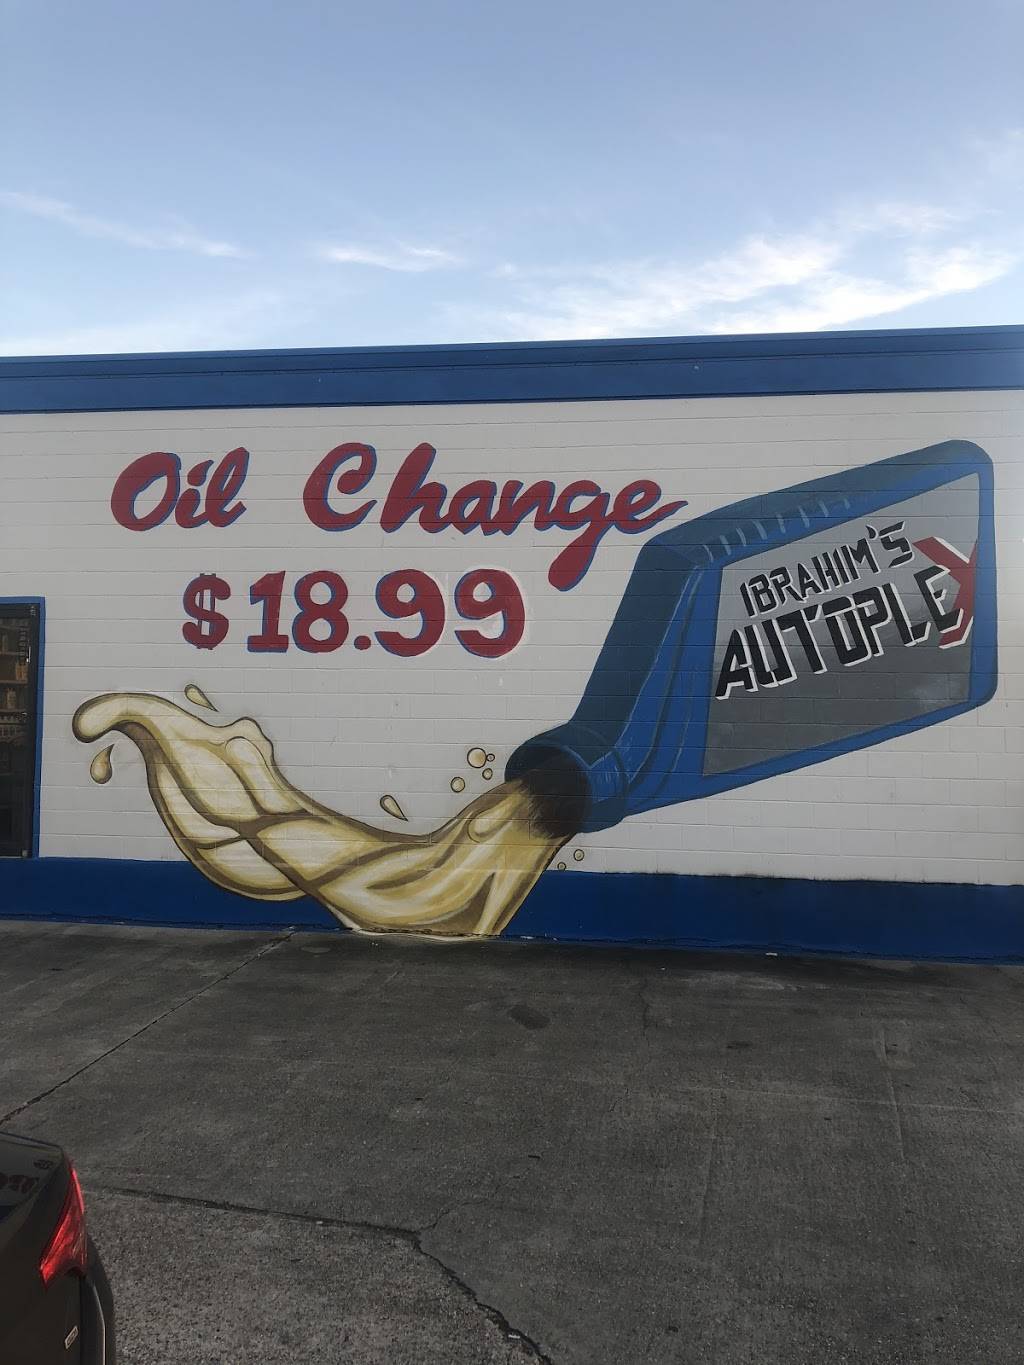 Oil Change
$18.99
IBRAHIM'S
AUTOPLEX